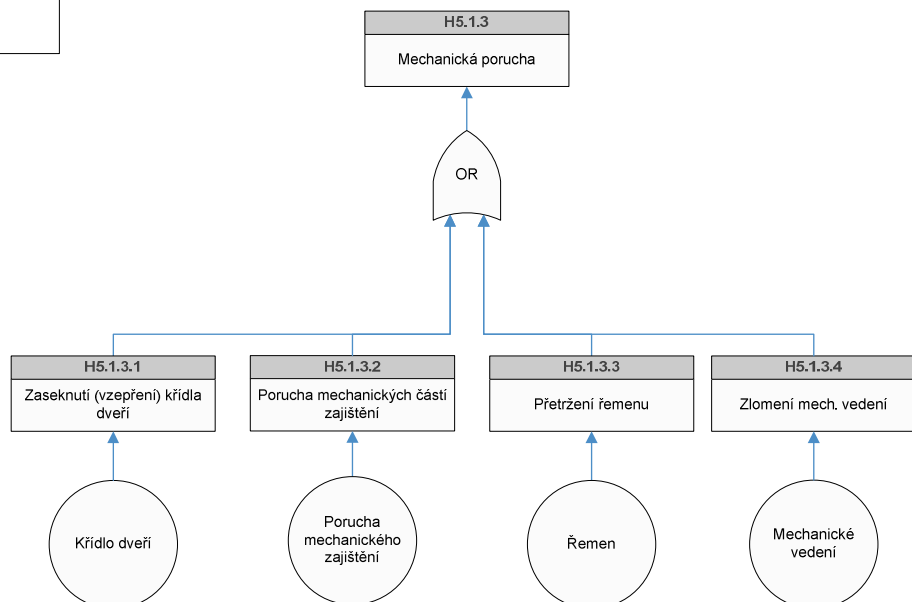 H5.1.3
Mechanická porucha
OR
H5.1.3.1
Zaseknutí (vzepření) křídla
dveří
H5.1.3.2
Porucha mechanických částí
zajištění
H5.1.3.3
Přetržení řemenu
H5.1.3.4
Zlomení mech. vedení
Křídlo dveří
Porucha
mechanického
zajištění
Řemen
Mechanické
vedení